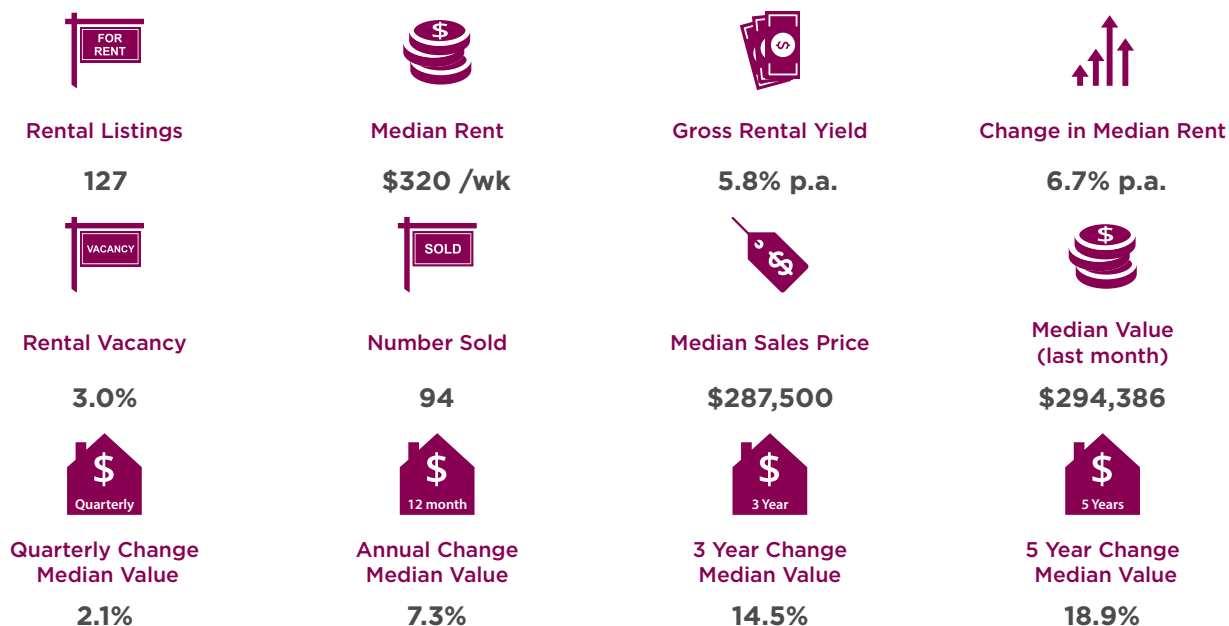 FOR
RENT
$
$
Rental Listings
Median Rent
Gross Rental Yield
Change in Median Rent
127
$320 /wk
5.8% p.a.
6.7% p.a.
VACANCY
SOLD
$
$
Rental Vacancy
Number Sold
Median Sales Price
Median Value
(last month)
3.0%
94
$287,500
$294,386
$
Quarterly
$
12 month
$
3 Year
$
5 Years
Quarterly Change
Median Value
Annual Change
Median Value
3 Year Change
Median Value
5 Year Change
Median Value
2.1%
7.3%
14.5%
18.9%